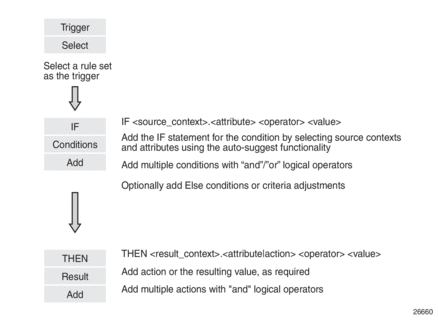 Trigger
Select
Select a rule set
as the trigger
IF
Conditions
Add
IF <source_context>.<attribute> <operator> <value>
Add the IF statement for the condition by selecting source contexts
and attributes using the auto-suggest functionality
Add multiple conditions with “and”/”or” logical operators
Optionally add Else conditions or criteria adjustments
THEN
Result
Add
THEN <result_context>.<attribute|action> <operator> <value>
Add action or the resulting value, as required
Add multiple actions with "and" logical operators
26660